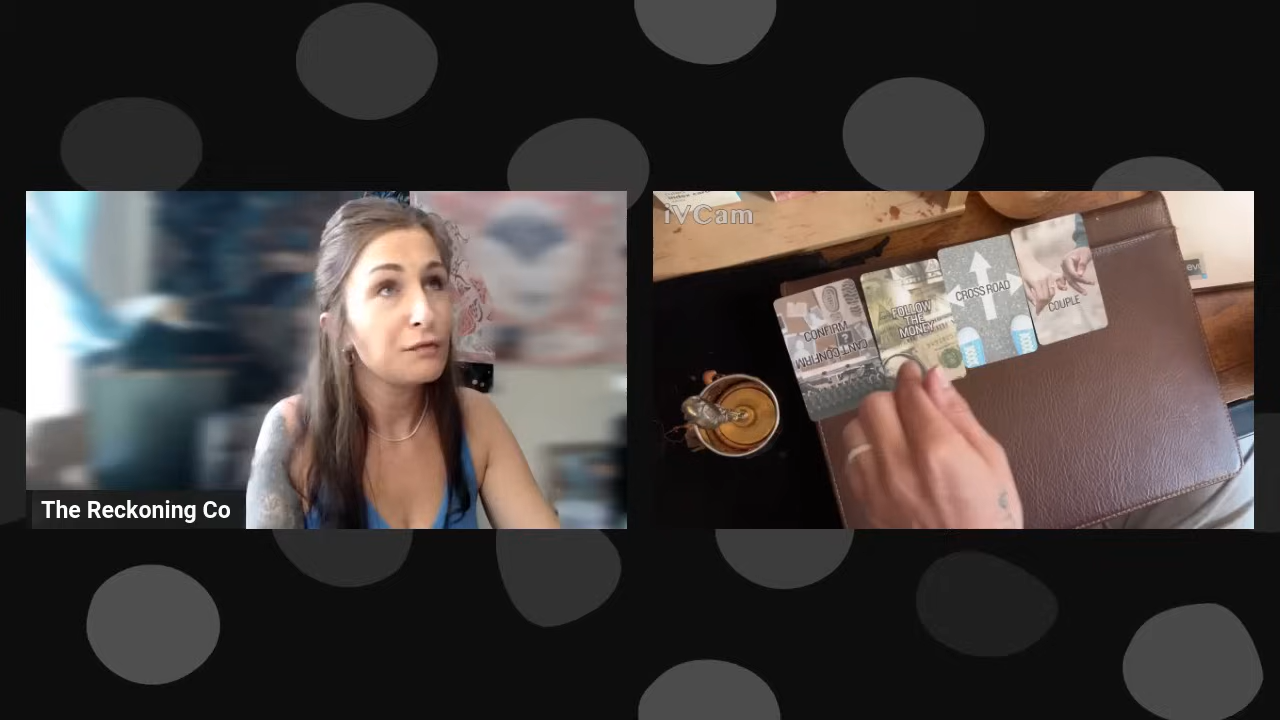 The Reckoning Co
iVCam
CONFIRM
CAN'T CONFIRM
FOLLOW
THE
MONEY
CROSS ROAD
COUPLE